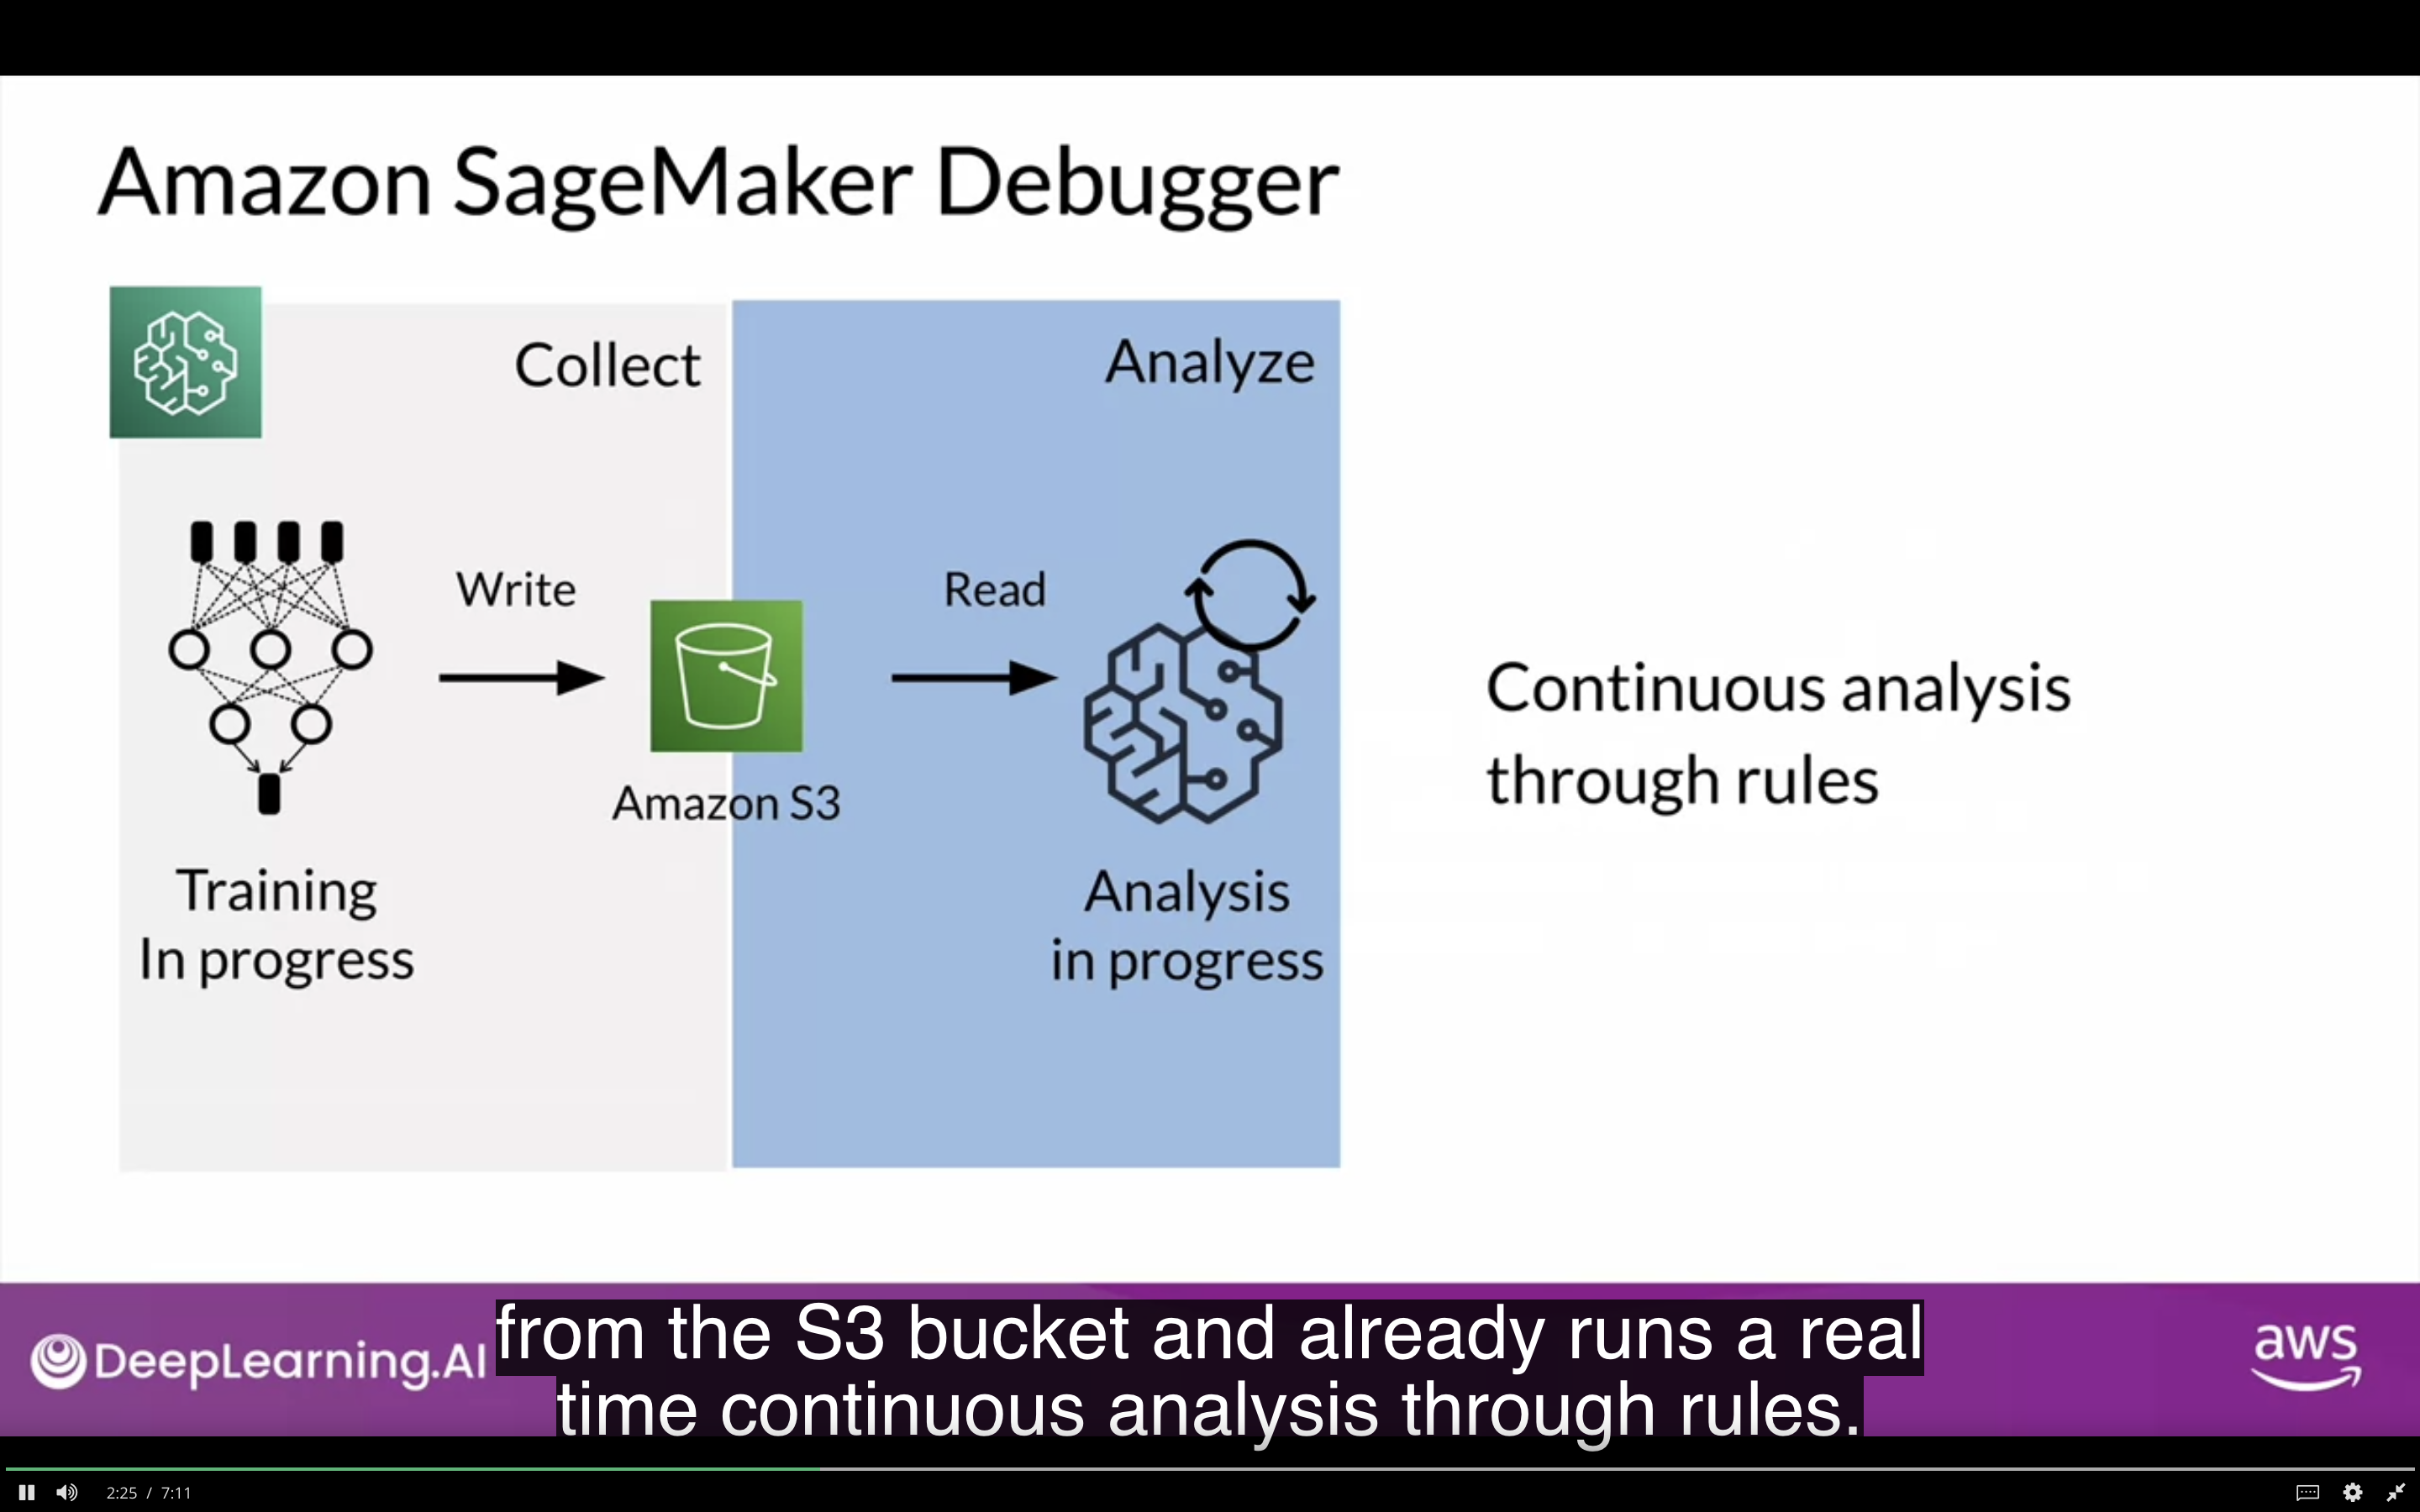 Amazon SageMaker Debugger
Collect
Analyze
Write
Read
Amazon S3
Training
In progress
Analysis
in progress
Continuous analysis
through rules
DeepLearning.AI
from the S3 bucket and already runs a real
time continuous analysis through rules.
aws
2:25 / 7:11